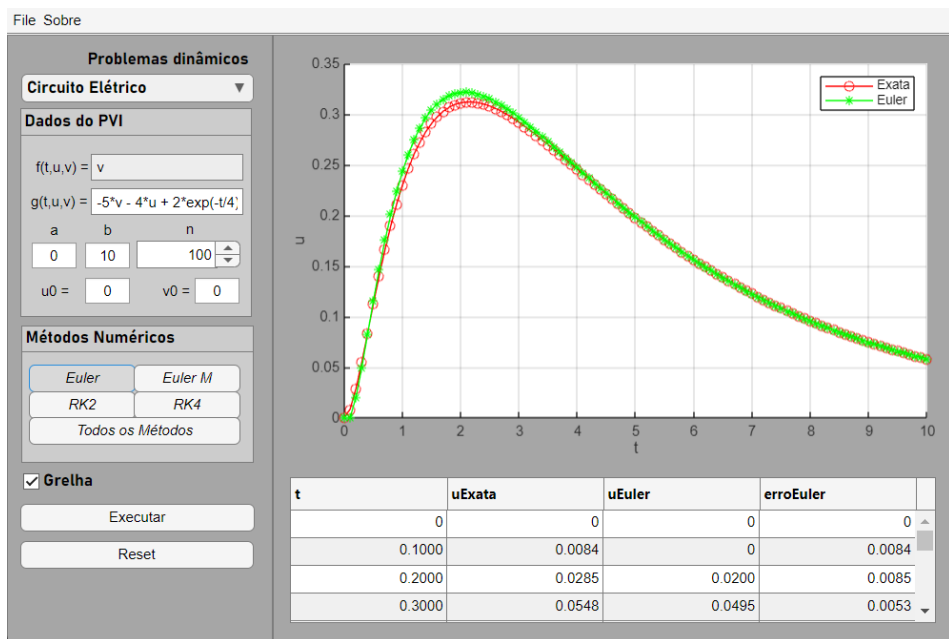 File Sobre
Problemas dinâmicos
Circuito Elétrico
Dados do PVI
f(t,u,v) = v
g(t,u,v) = -5*v - 4*u + 2*exp(-t/4)
a b n
0 10 100
u0 = 0 v0 = 0
Métodos Numéricos
Euler Euler M
RK2 RK4
Todos os Métodos
Grelha
Executar
Reset
0.35
0.3
0.25
0.2
0.15
0.1
0.05
0
u
Exata
Euler
0 1 2 3 4 5 6 7 8 9 10
t
t uExata uEuler erroEuler
0 0 0 0
0.1000 0.0084 0 0.0084
0.2000 0.0285 0.0200 0.0085
0.3000 0.0548 0.0495 0.0053